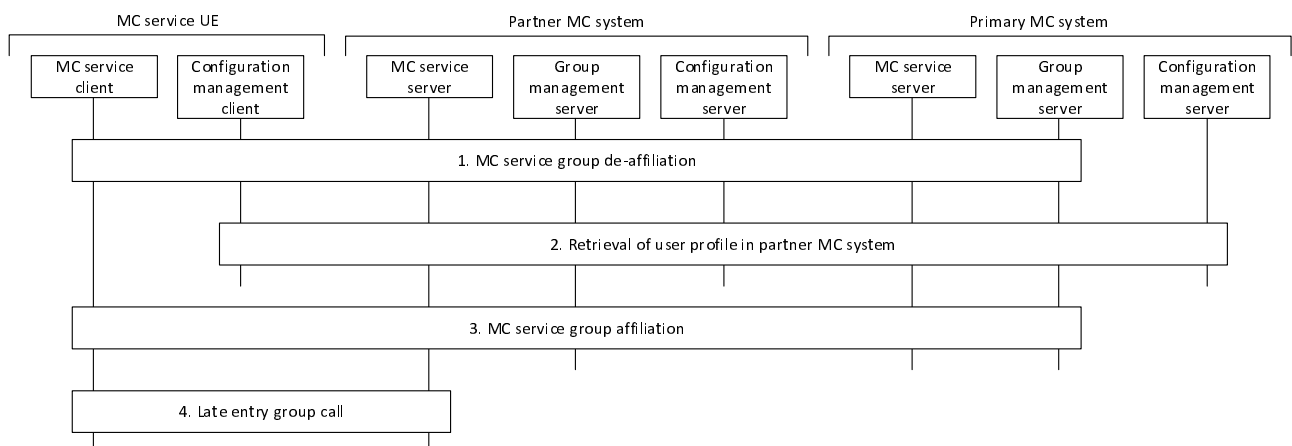 MC service UE
Partner MC system
Primary MC system
MC service
client
Configuration
management
client
MC service
server
Group
management
server
Configuration
management
server
MC service
server
Group
management
server
Configuration
management
server
1. MC service group de-affiliation
2. Retrieval of user profile in partner MC system
3. MC service group affiliation
4. Late entry group call